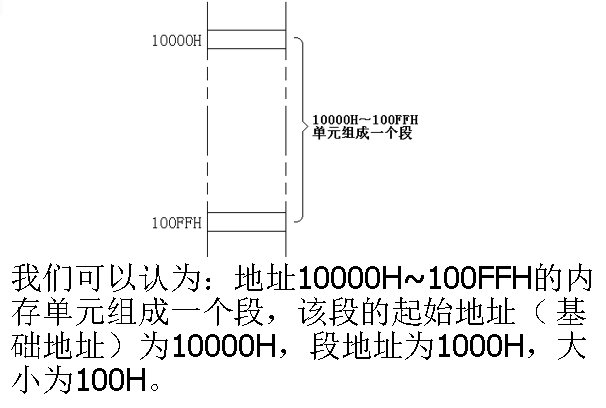 10000H
10000H～100FFH
单元组成一个段
100FFH
我们可以认为：地址10000H~100FFH的内
存单元组成一个段，该段的起始地址（基
础地址）为10000H，段地址为1000H，大
小为100H。